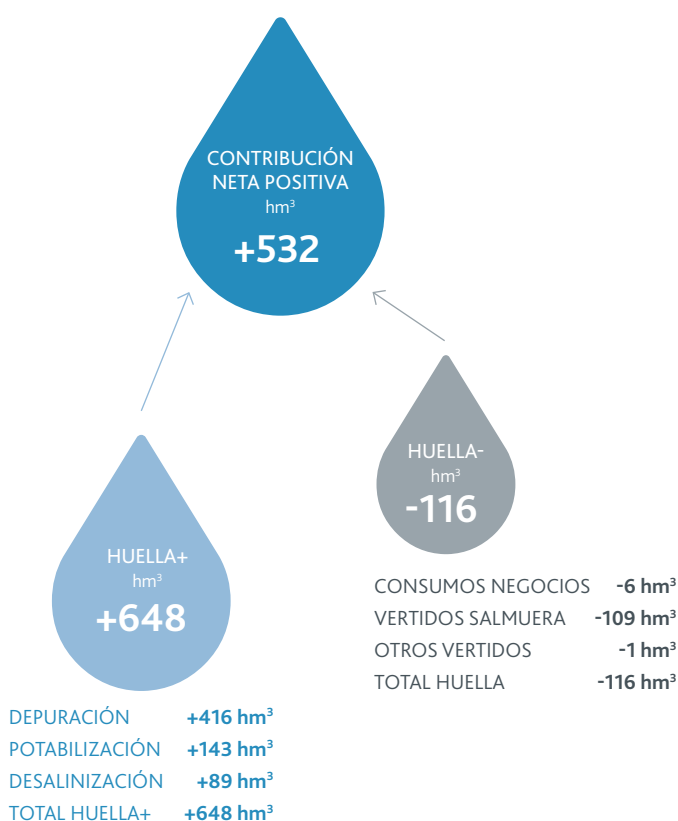 CONTRIBUCIÓN
NETA POSITIVA
hm³
+532
HUELLA-
hm³
-116
HUELLA+
hm³
+648
CONSUMOS NEGOCIOS -6 hm³
VERTIDOS SALMUERA -109 hm³
OTROS VERTIDOS -1 hm³
TOTAL HUELLA -116 hm³
DEPURACIÓN +416 hm³
POTABILIZACIÓN +143 hm³
DESALINIZACIÓN +89 hm³
TOTAL HUELLA+ +648 hm³